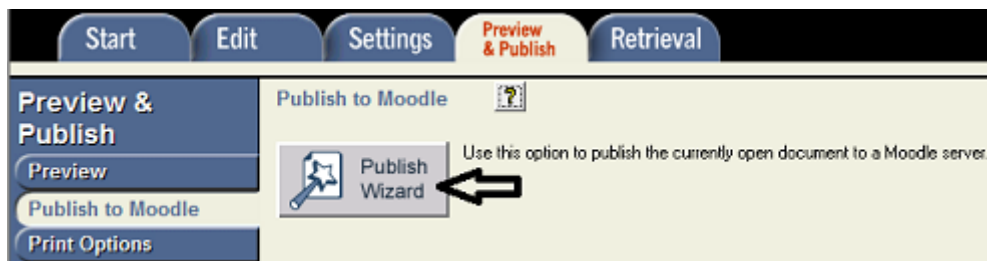 Start Edit Settings Preview & Publish Retrieval
Preview &
Publish
Preview
Publish to Moodle
Print Options
Publish to Moodle ?
Publish
Wizard
Use this option to publish the currently open document to a Moodle server.